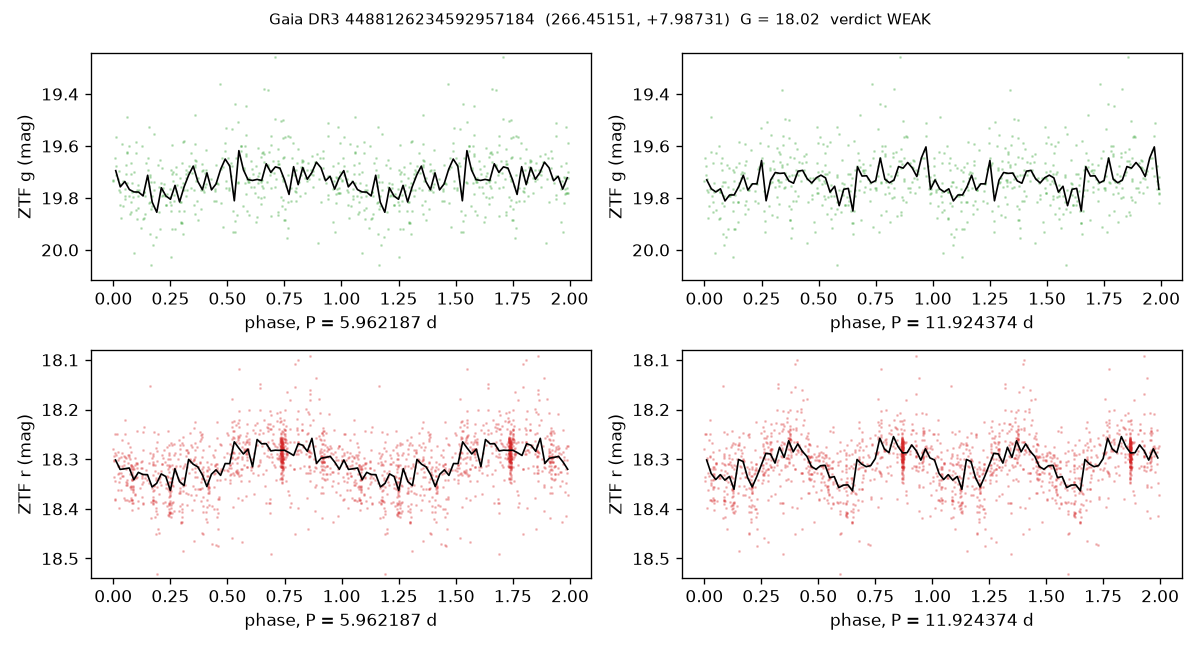 Gaia DR3 4488126234592957184  (266.45151, +7.98731)  G = 18.02  verdict WEAK
ZTF g (mag)
19.4
19.6
19.8
20.0
0.00 0.25 0.50 0.75 1.00 1.25 1.50 1.75 2.00
phase, P = 5.962187 d
ZTF g (mag)
19.4
19.6
19.8
20.0
0.00 0.25 0.50 0.75 1.00 1.25 1.50 1.75 2.00
phase, P = 11.924374 d
ZTF r (mag)
18.1
18.2
18.3
18.4
18.5
0.00 0.25 0.50 0.75 1.00 1.25 1.50 1.75 2.00
phase, P = 5.962187 d
ZTF r (mag)
18.1
18.2
18.3
18.4
18.5
0.00 0.25 0.50 0.75 1.00 1.25 1.50 1.75 2.00
phase, P = 11.924374 d